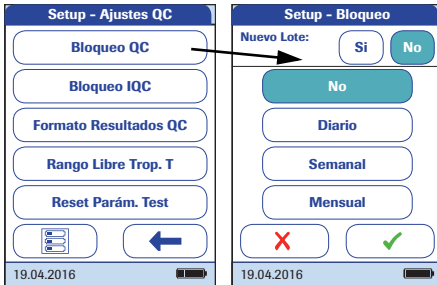 Setup - Ajustes QC
Bloqueo QC
Bloqueo IQC
Formato Resultados QC
Rango Libre Trop. T
Reset Parám. Test
19.04.2016
Setup - Bloqueo
Nuevo Lote:
Si
No
No
Diario
Semanal
Mensual
19.04.2016